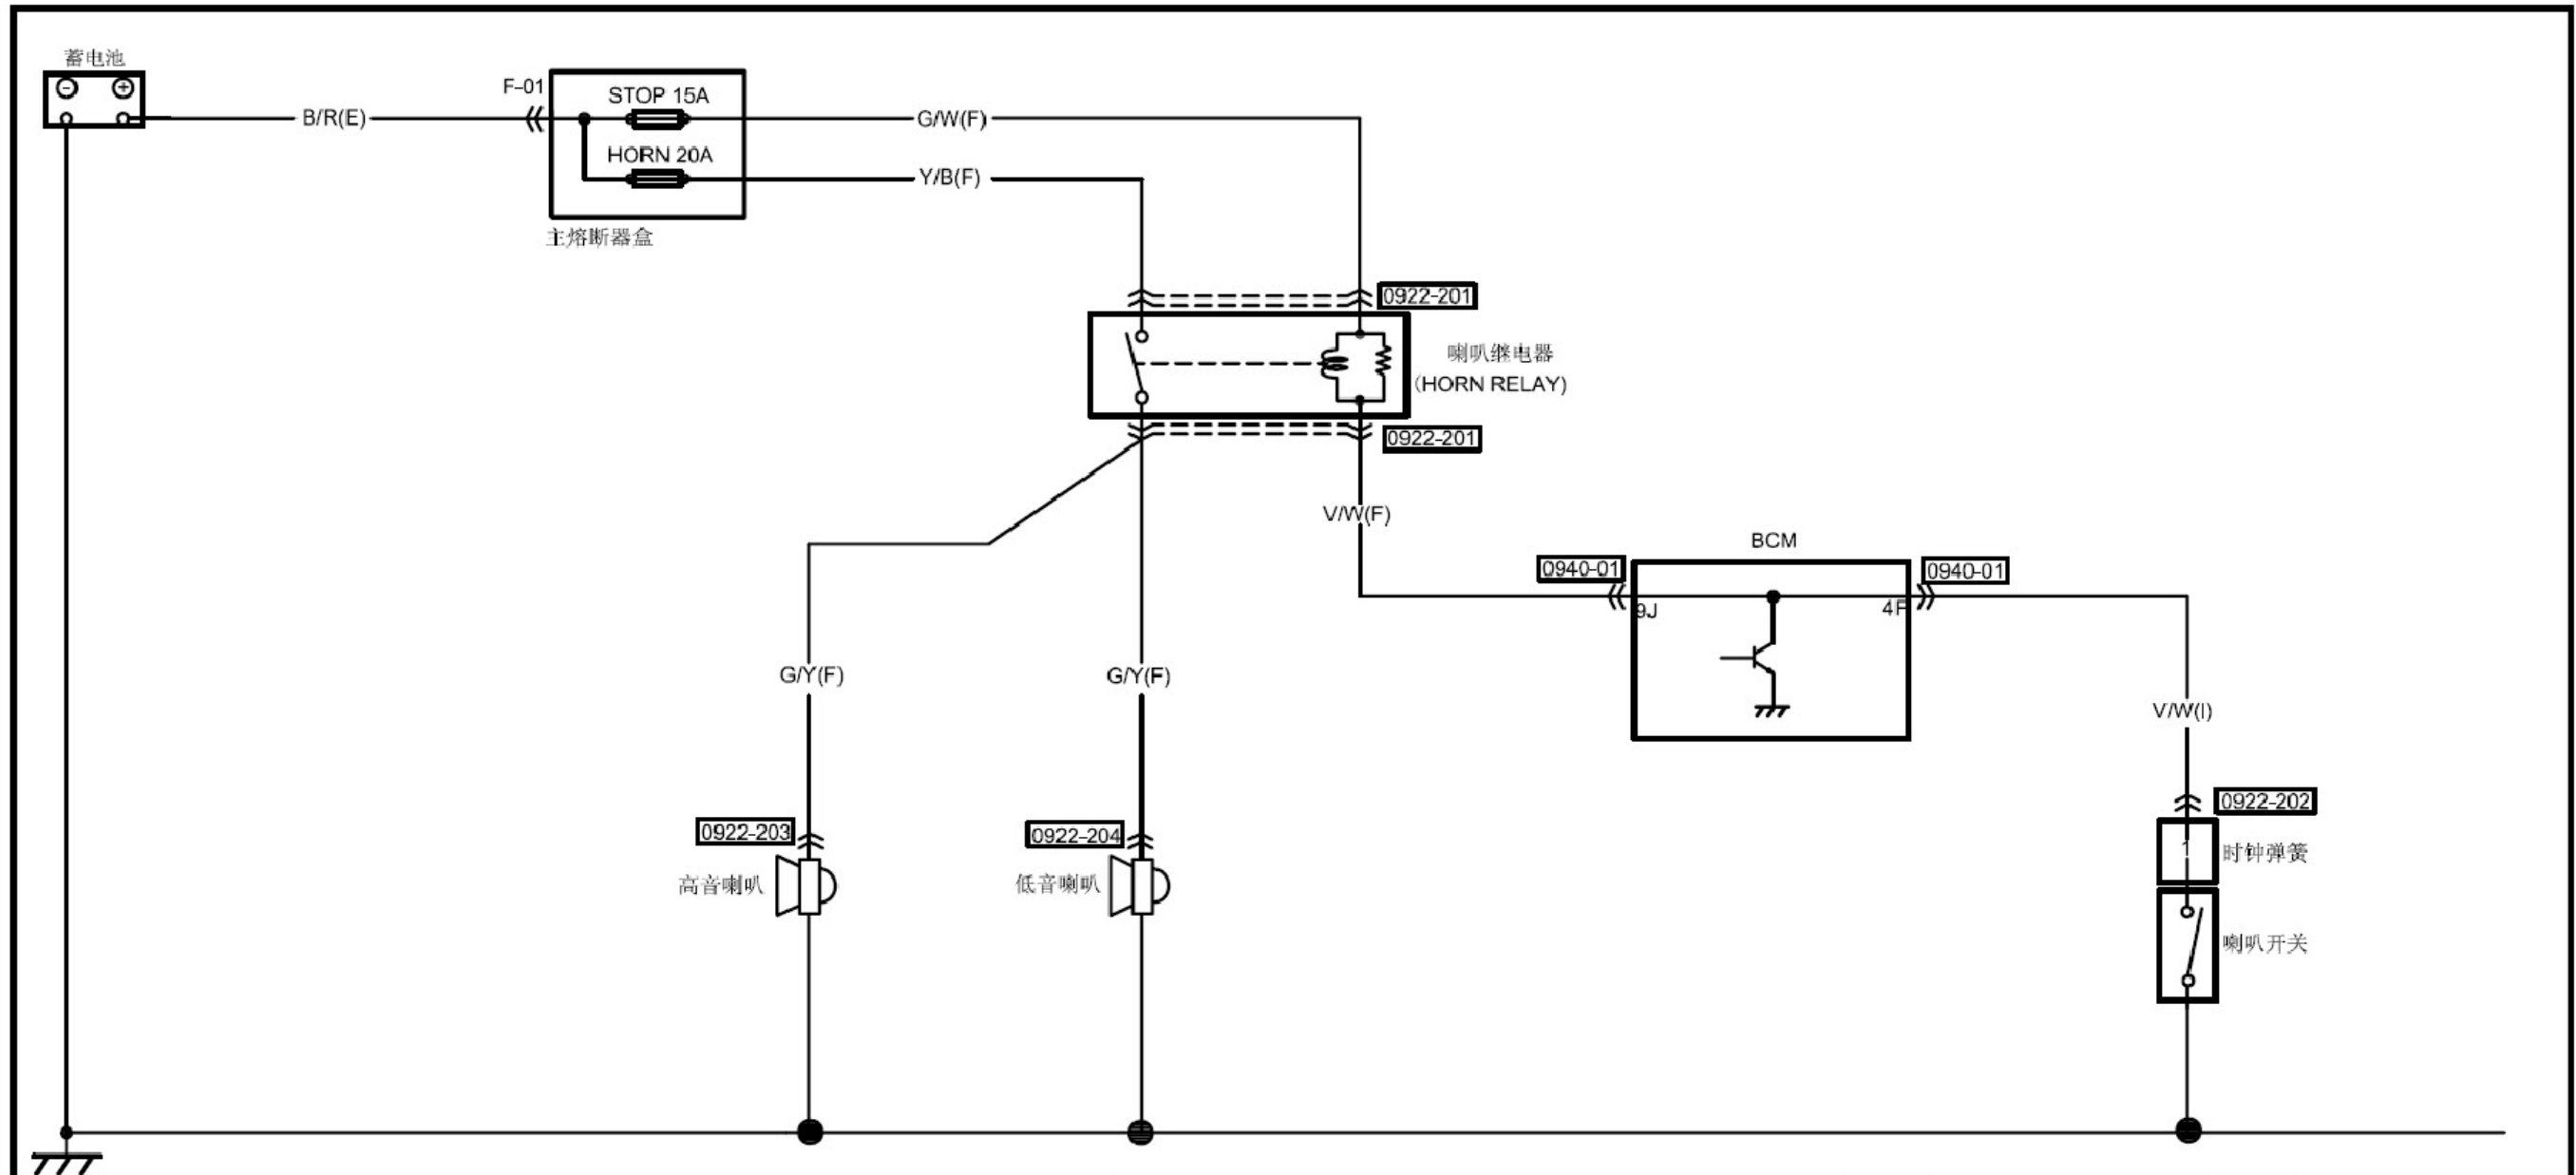 蓄电池
B/R(E)
F-01
STOP 15A
HORN 20A
主熔断器盒
G/W(F)
Y/B(F)
0922-201
喇叭继电器
(HORN RELAY)
0922-201
V/W(F)
BCM
0940-01
9J
4F
0940-01
G/Y(F)
G/Y(F)
V/W(I)
0922-203
高音喇叭
0922-204
低音喇叭
0922-202
1
时钟弹簧
喇叭开关